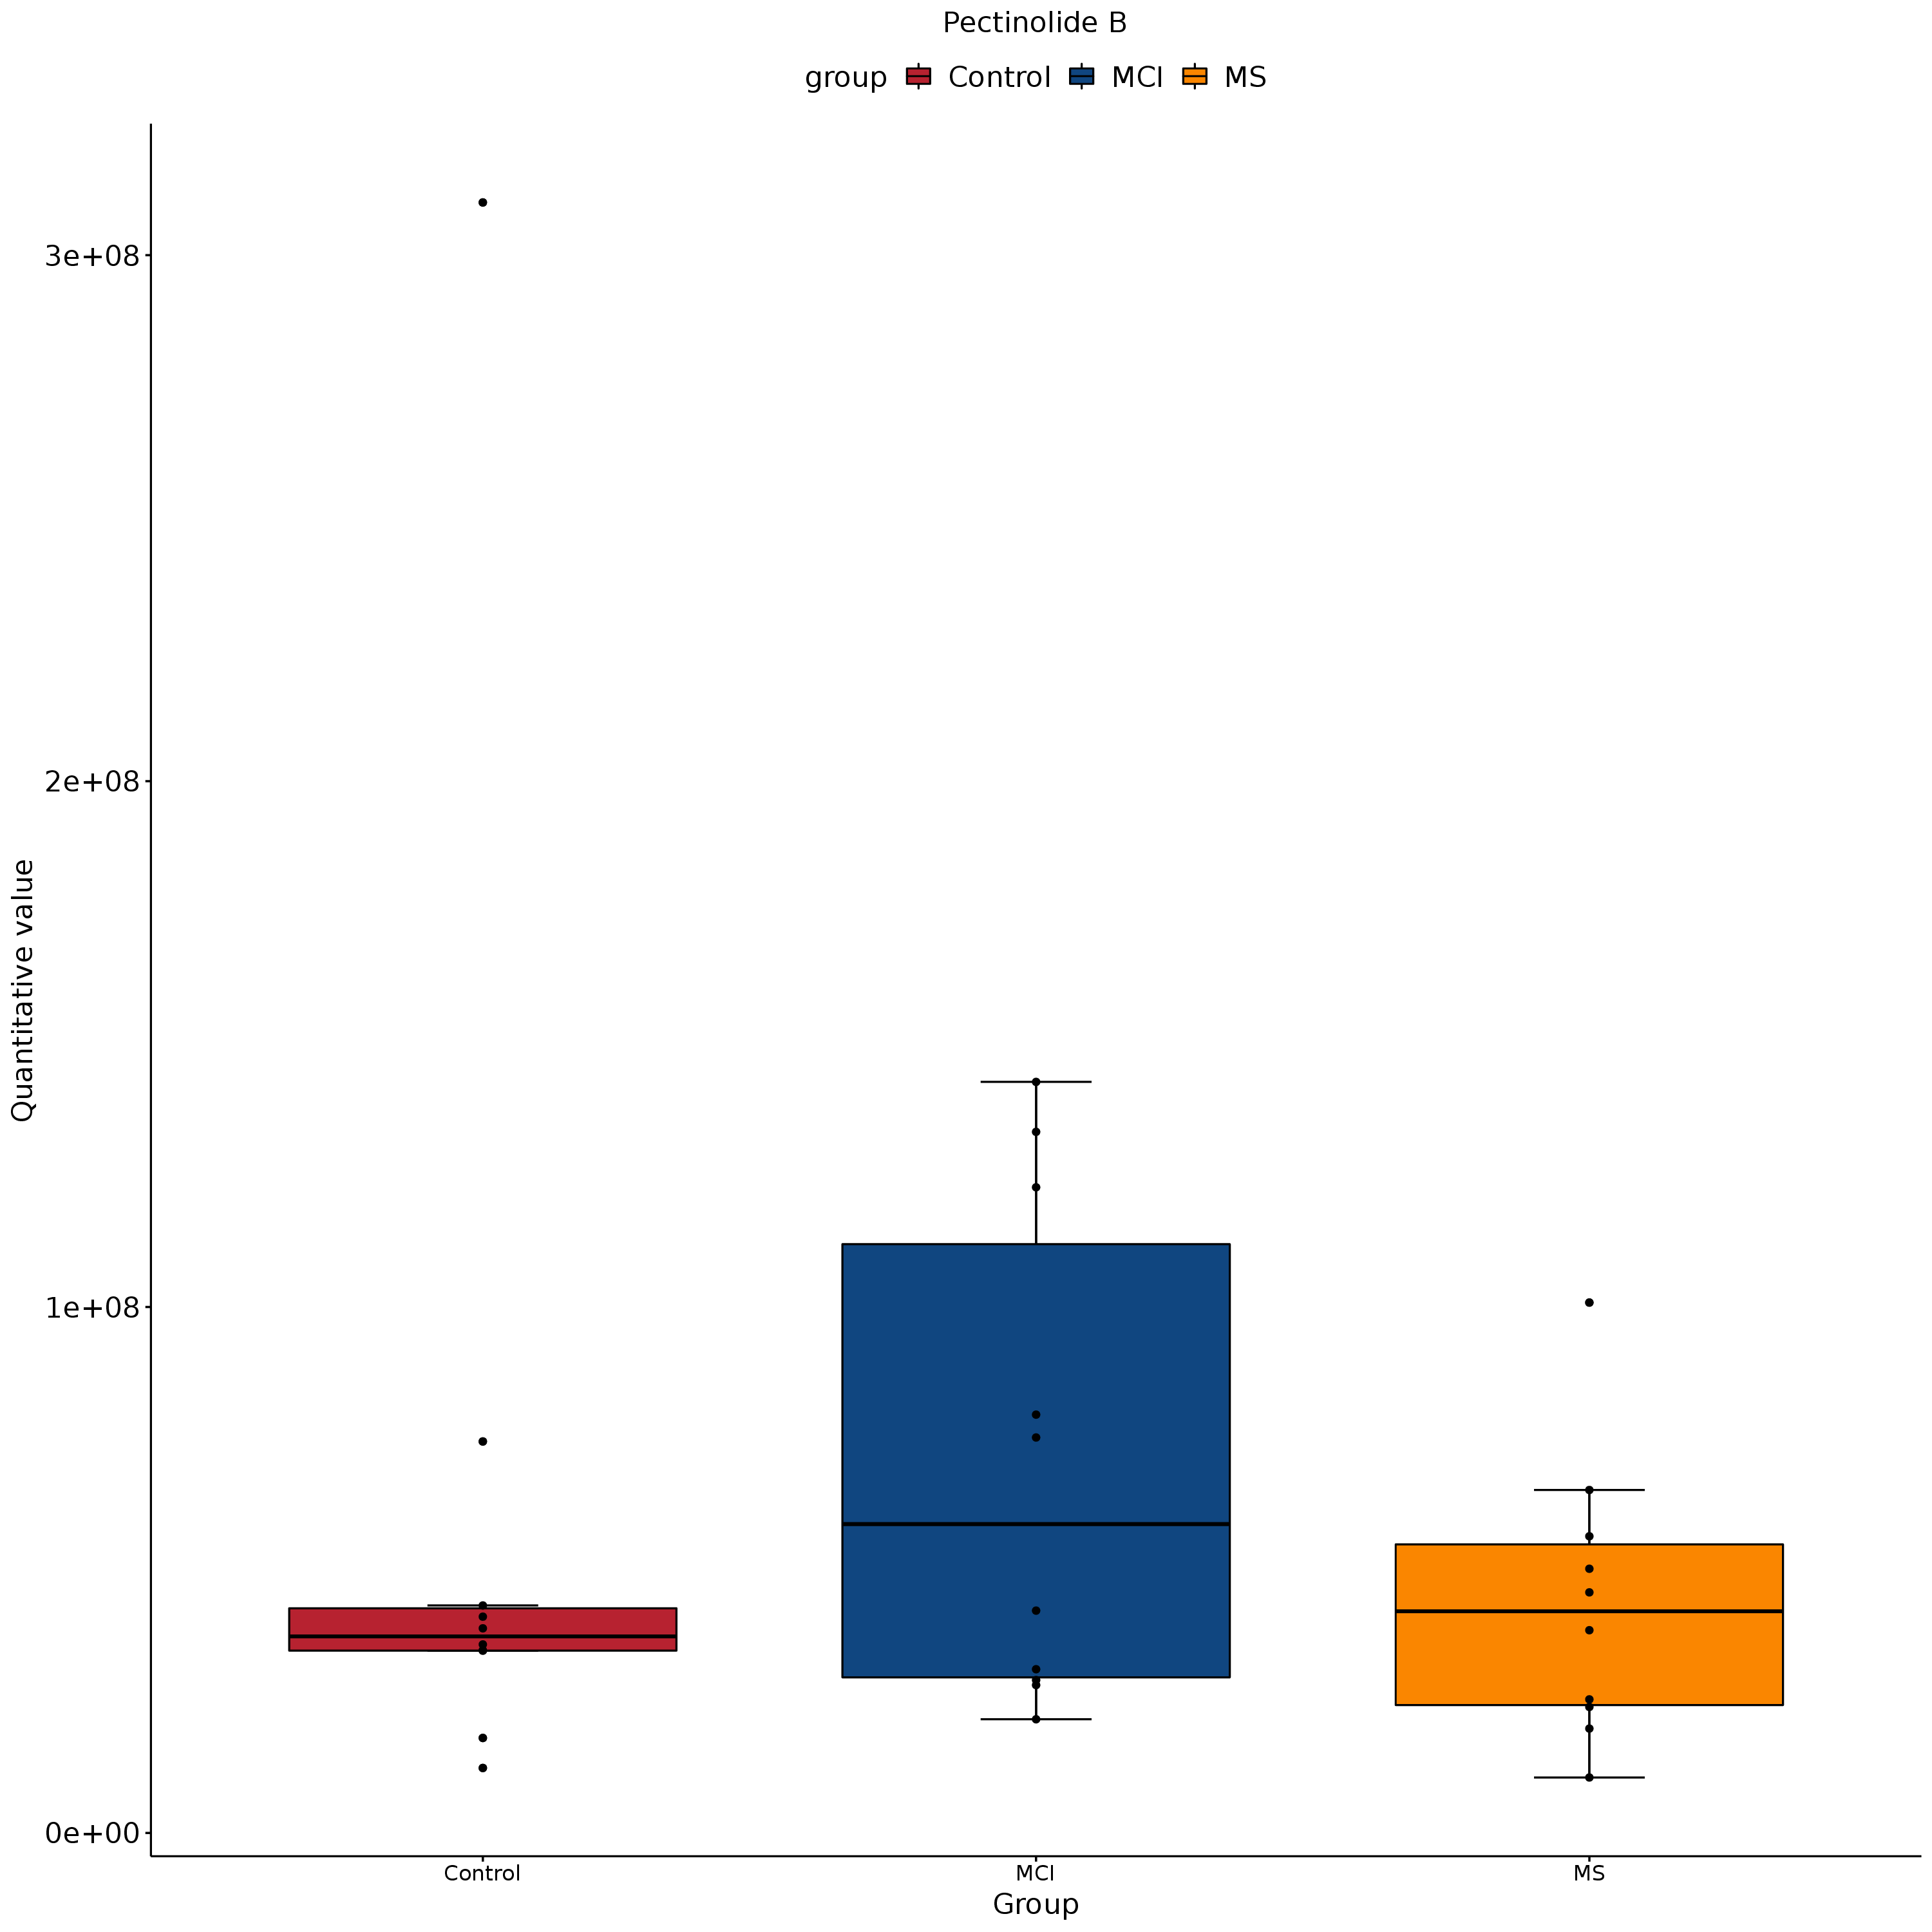 Pectinolide B
group Control MCI MS
3e+08
2e+08
1e+08
0e+00
Quantitative value
Control MCI MS
Group